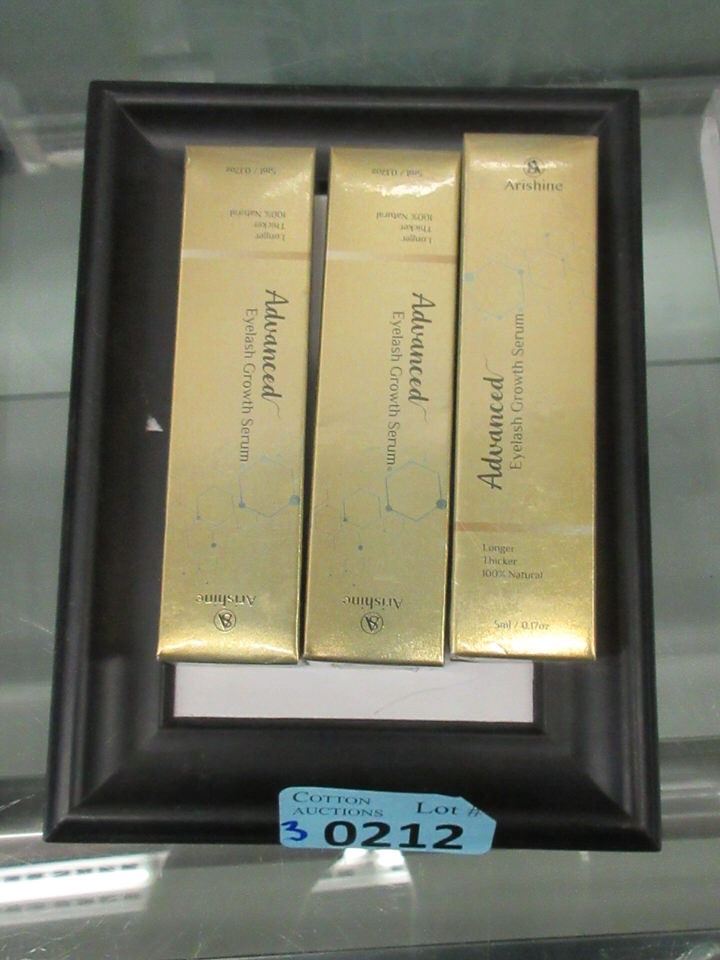 5ml / 0.17oz
100% Natural
Thicker
Longer
Advanced
Eyelash Growth Serum
Arishine
5ml / 0.17oz
100% Natural
Thicker
Longer
Advanced
Eyelash Growth Serum
Arishine
Arishine
Advanced
Eyelash Growth Serum
Longer
Thicker
100% Natural
5ml / 0.17oz
COTTON AUCTIONS
Lot #
3 0212